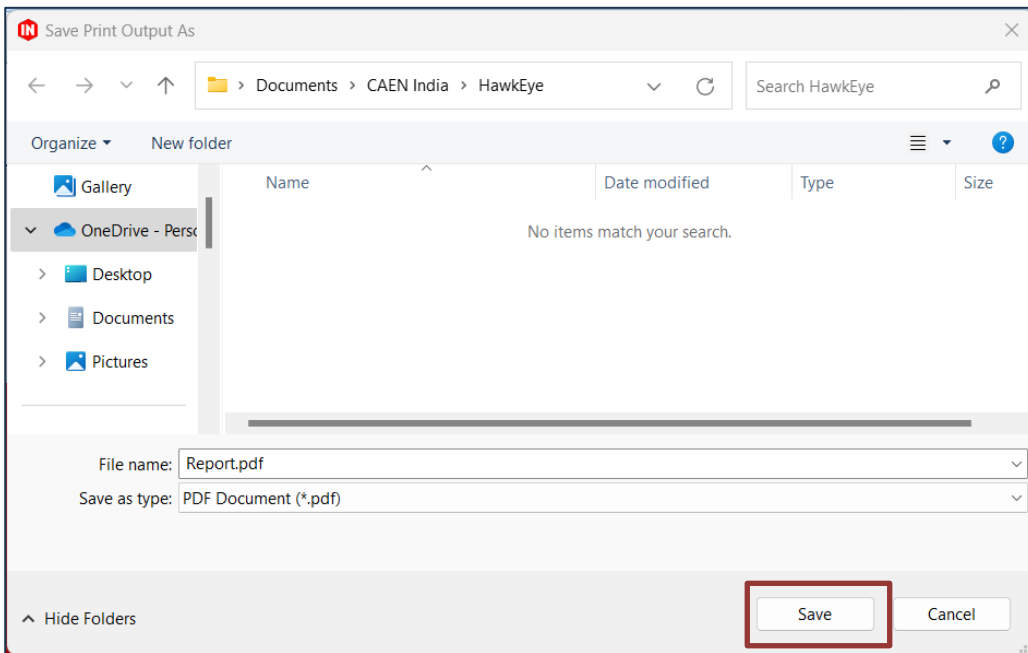 IN Save Print Output As
Documents > CAEN India > HawkEye
Search HawkEye
Organize New folder
?
Name Date modified Type Size
Gallery
No items match your search.
OneDrive - Perso
Desktop
Documents
Pictures
File name: Report.pdf
Save as type: PDF Document (*.pdf)
Hide Folders
Save Cancel